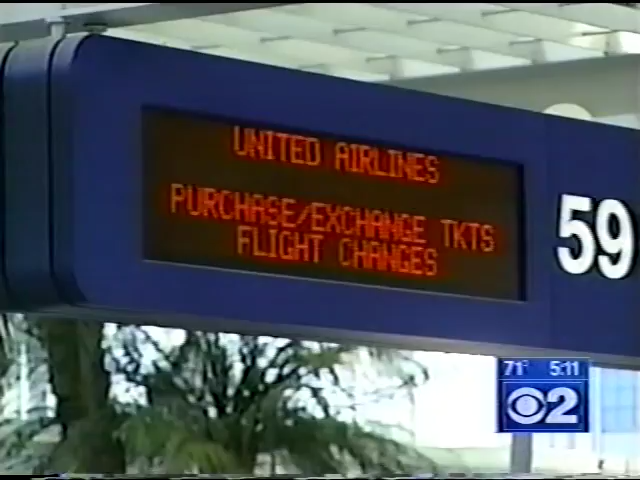 UNITED AIRLINES
PURCHASE/EXCHANGE TKTS
FLIGHT CHANGES
59
71° 5:11
2